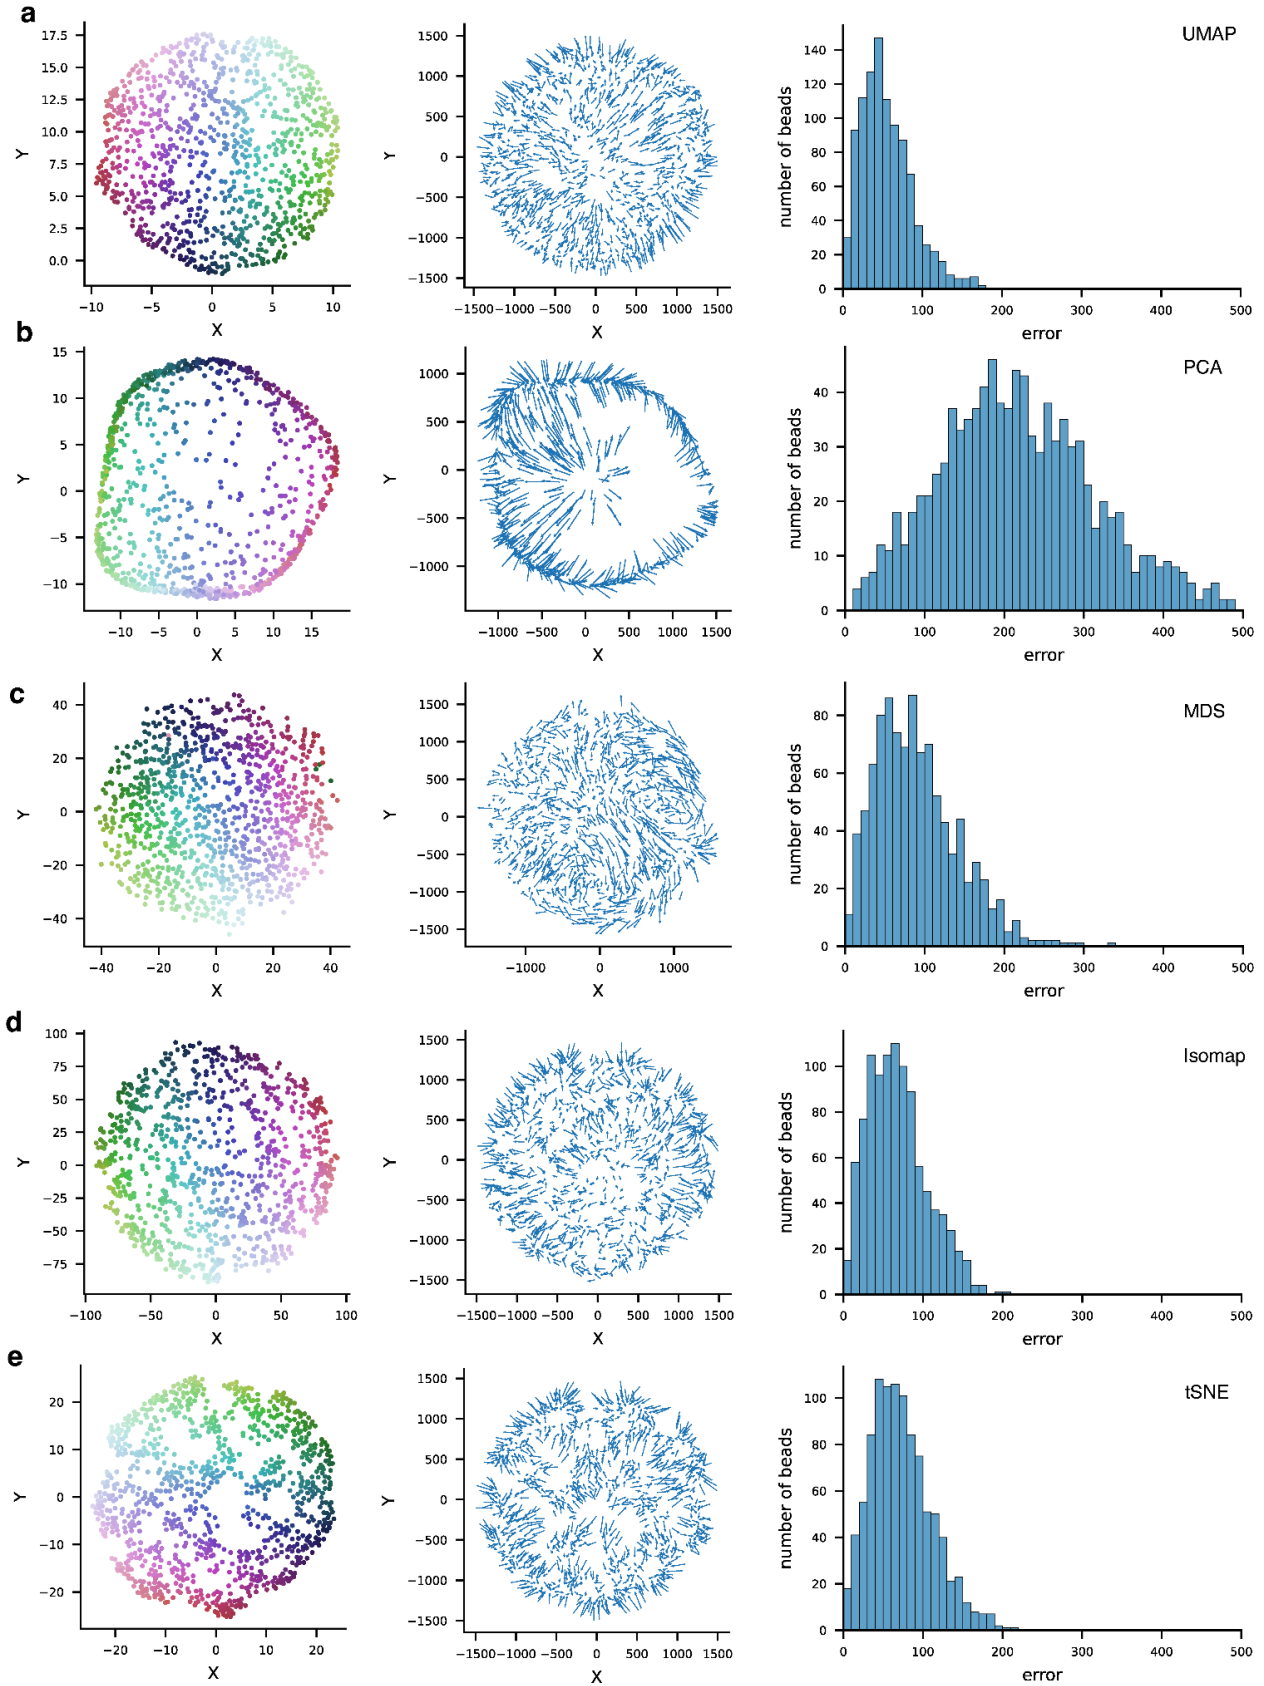 a
17.5
15.0
12.5
10.0
7.5
5.0
2.5
0.0
Y
−10 −5 0 5 10
X
1500
1000
500
0
−500
−1000
−1500
Y
−1500 −1000 −500 0 500 1000 1500
X
UMAP
140
120
100
80
60
40
20
0
number of beads
0 100 200 300 400 500
error
b
15
10
5
0
−5
−10
Y
−10 −5 0 5 10 15
X
1000
500
0
−500
−1000
Y
−1000 −500 0 500 1000 1500
X
PCA
40
30
20
10
0
number of beads
0 100 200 300 400 500
error
c
40
20
0
−20
−40
Y
−40 −20 0 20 40
X
1500
1000
500
0
−500
−1000
−1500
Y
−1000 0 1000
X
MDS
80
60
40
20
0
number of beads
0 100 200 300 400 500
error
d
100
75
50
25
0
−25
−50
−75
Y
−100 −50 0 50 100
X
1500
1000
500
0
−500
−1000
−1500
Y
−1500 −1000 −500 0 500 1000 1500
X
Isomap
100
80
60
40
20
0
number of beads
0 100 200 300 400 500
error
e
20
10
0
−10
−20
Y
−20 −10 0 10 20
X
1500
1000
500
0
−500
−1000
−1500
Y
−1500 −1000 −500 0 500 1000 1500
X
tSNE
100
80
60
40
20
0
number of beads
0 100 200 300 400 500
error